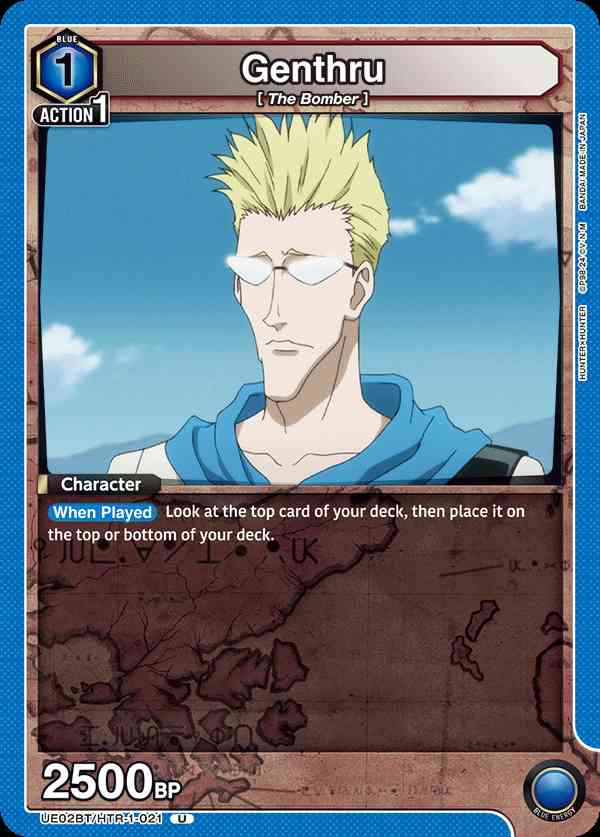 BLUE
1
ACTION 1
Genthru
[ The Bomber ]
HUNTER×HUNTER ©P98-24 ©V·N·M BANDAI MADE IN JAPAN
Character
When Played Look at the top card of your deck, then place it on
the top or bottom of your deck.
2500 BP
UE02BT/HTR-1-021 U
BLUE ENERGY